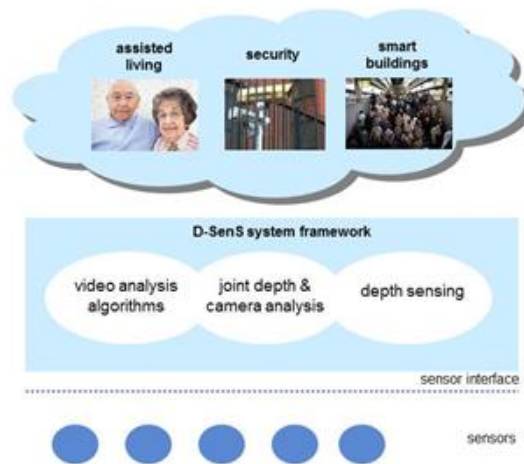 assisted
living
security
smart
buildings
D-SenS system framework
video analysis
algorithms
joint depth &
camera analysis
depth sensing
sensor interface
sensors